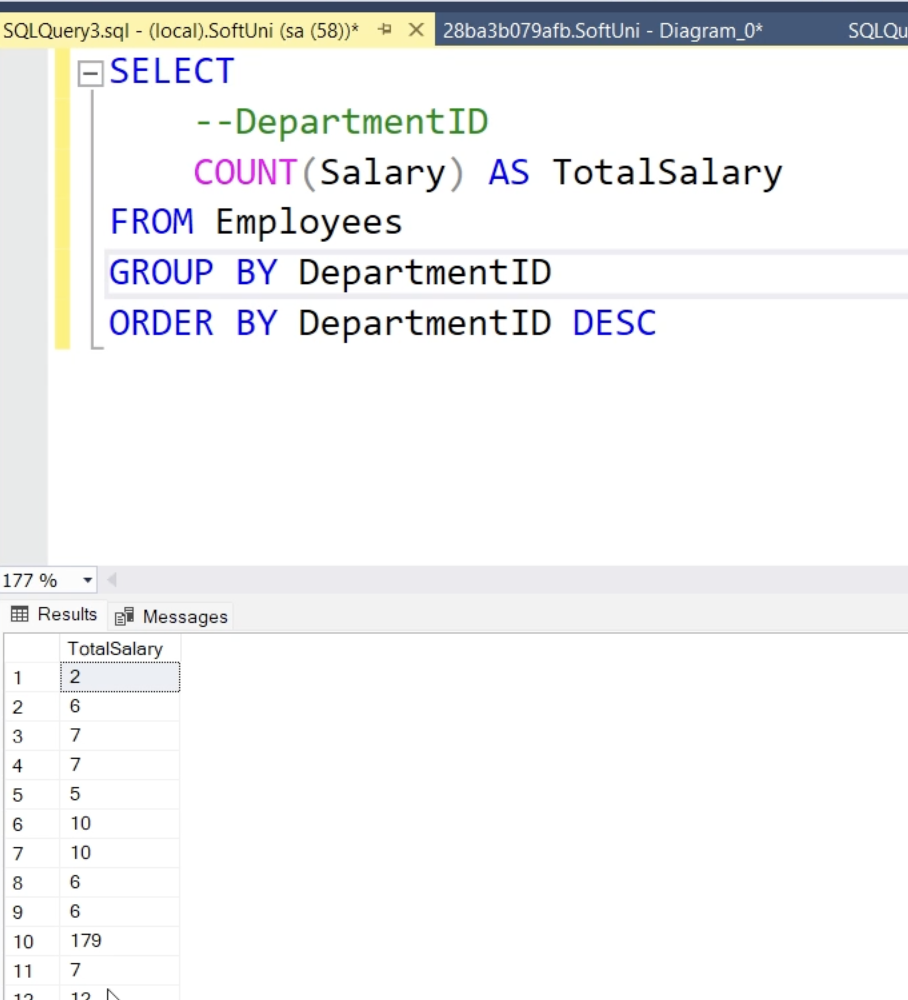 SQLQuery3.sql - (local).SoftUni (sa (58))* 28ba3b079afb.SoftUni - Diagram_0* SQLQu
SELECT
--DepartmentID
COUNT(Salary) AS TotalSalary
FROM Employees
GROUP BY DepartmentID
ORDER BY DepartmentID DESC
177 %
Results Messages
TotalSalary
1 2
2 6
3 7
4 7
5 5
6 10
7 10
8 6
9 6
10 179
11 7
12 12